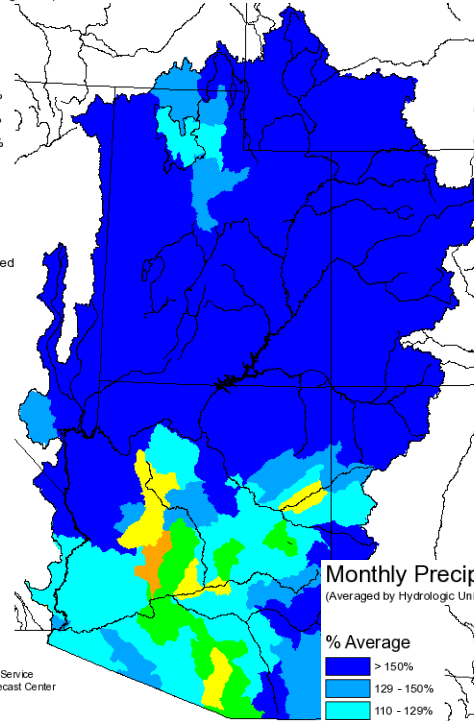 %
%
ed
Monthly Precip
(Averaged by Hydrologic Uni
% Average
> 150%
129 - 150%
110 - 129%
Service
ecast Center